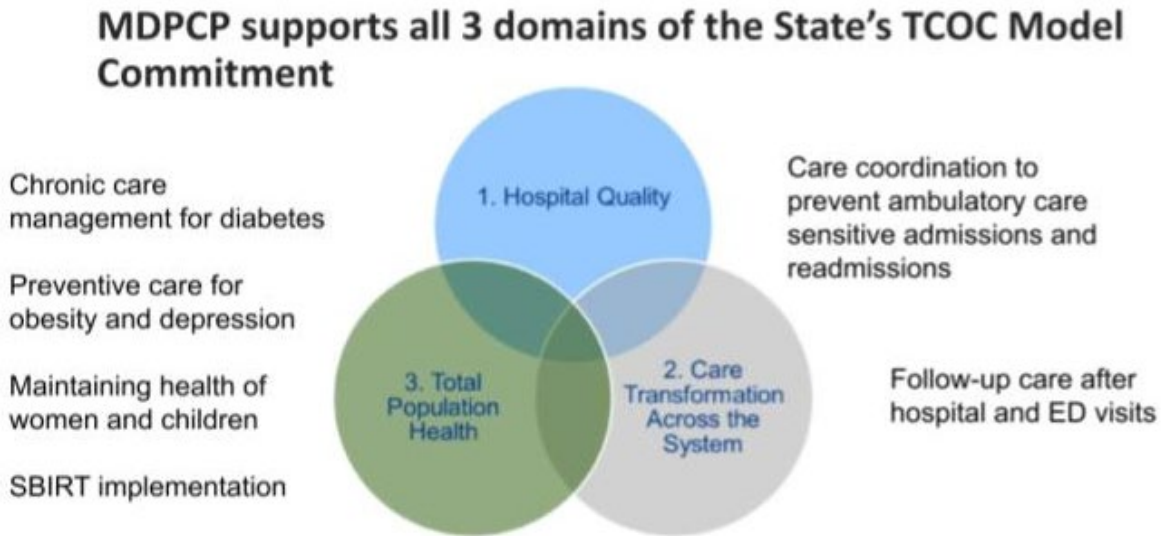 MDPCP supports all 3 domains of the State's TCOC Model
Commitment
Chronic care
management for diabetes
Preventive care for
obesity and depression
Maintaining health of
women and children
SBIRT implementation
1. Hospital Quality
3. Total
Population
Health
2. Care
Transformation
Across the
System
Care coordination to
prevent ambulatory care
sensitive admissions and
readmissions
Follow-up care after
hospital and ED visits